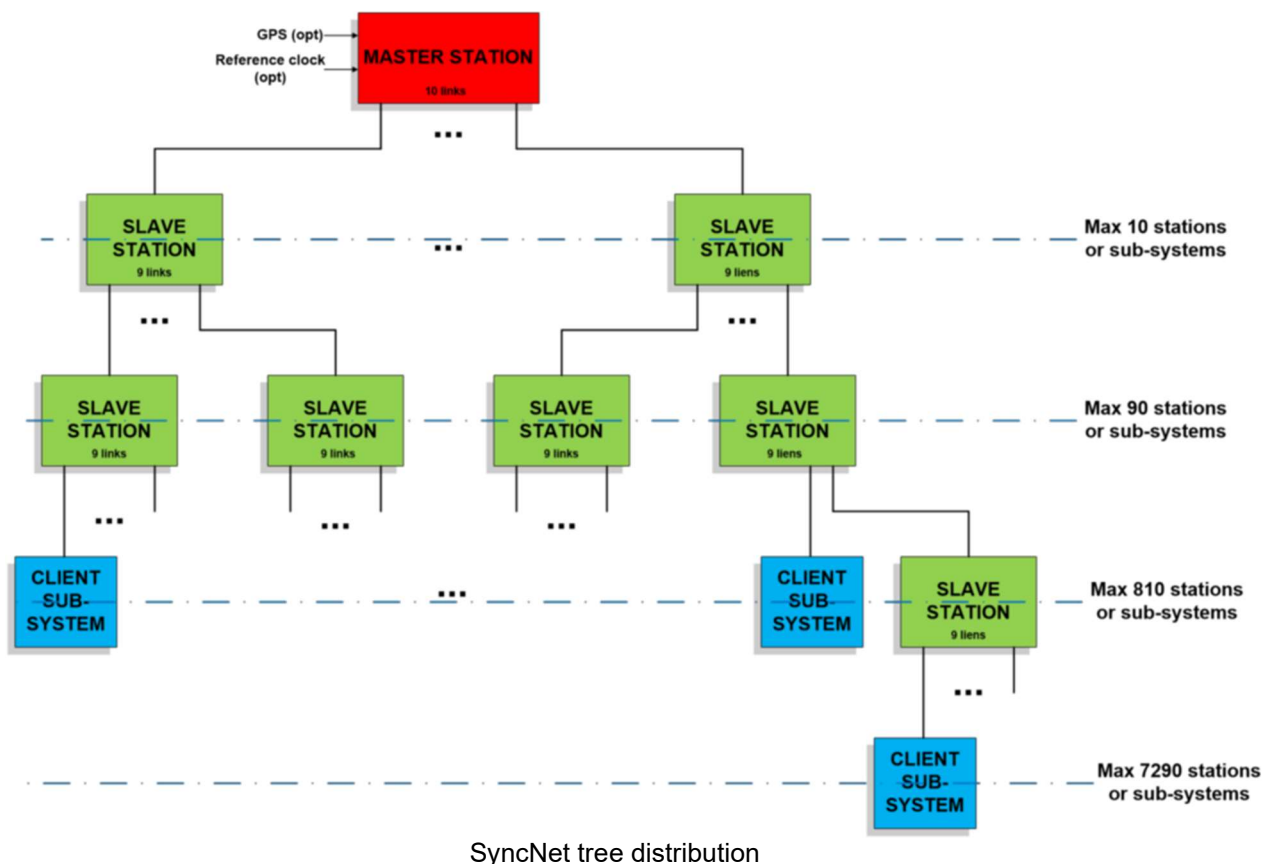 GPS (opt)
Reference clock
(opt)
MASTER STATION
10 links
...
SLAVE
STATION
9 links
...
SLAVE
STATION
9 liens
Max 10 stations
or sub-systems
...
...
SLAVE
STATION
9 links
SLAVE
STATION
9 links
SLAVE
STATION
9 links
SLAVE
STATION
9 liens
Max 90 stations
or sub-systems
...
...
...
CLIENT
SUB-
SYSTEM
...
CLIENT
SUB-
SYSTEM
SLAVE
STATION
9 liens
Max 810 stations
or sub-systems
...
CLIENT
SUB-
SYSTEM
Max 7290 stations
or sub-systems
SyncNet tree distribution